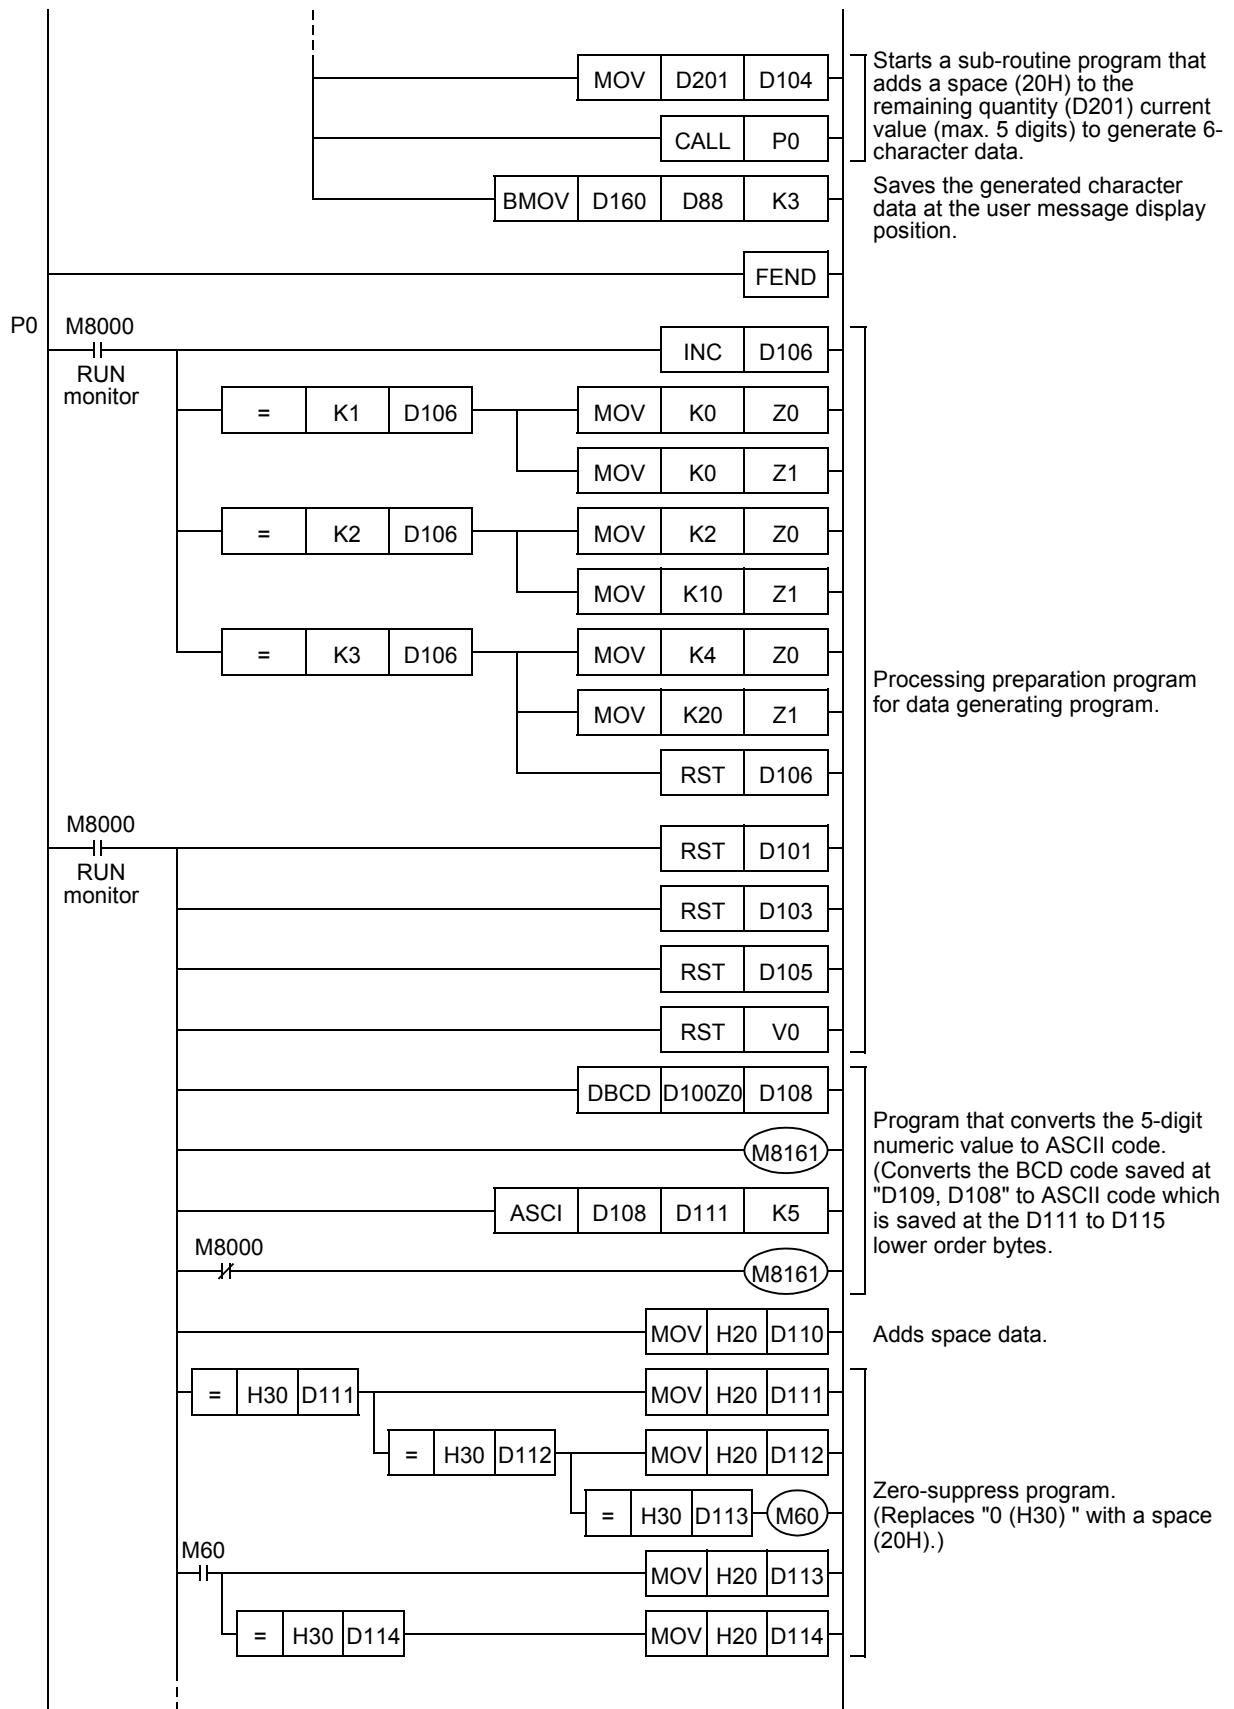 MOV D201 D104
Starts a sub-routine program that
adds a space (20H) to the
remaining quantity (D201) current
value (max. 5 digits) to generate 6-
character data.
CALL P0
BMOV D160 D88 K3
Saves the generated character
data at the user message display
position.
FEND
P0 M8000
RUN
monitor
INC D106
= K1 D106 MOV K0 Z0
MOV K0 Z1
= K2 D106 MOV K2 Z0
MOV K10 Z1
= K3 D106 MOV K4 Z0
MOV K20 Z1
RST D106
Processing preparation program
for data generating program.
M8000
RUN
monitor
RST D101
RST D103
RST D105
RST V0
DBCD D100Z0 D108
M8161
ASCI D108 D111 K5
M8000
M8161
Program that converts the 5-digit
numeric value to ASCII code.
(Converts the BCD code saved at
"D109, D108" to ASCII code which
is saved at the D111 to D115
lower order bytes.
MOV H20 D110
Adds space data.
= H30 D111 MOV H20 D111
= H30 D112 MOV H20 D112
= H30 D113 M60
M60
MOV H20 D113
= H30 D114 MOV H20 D114
Zero-suppress program.
(Replaces "0 (H30) " with a space
(20H).)